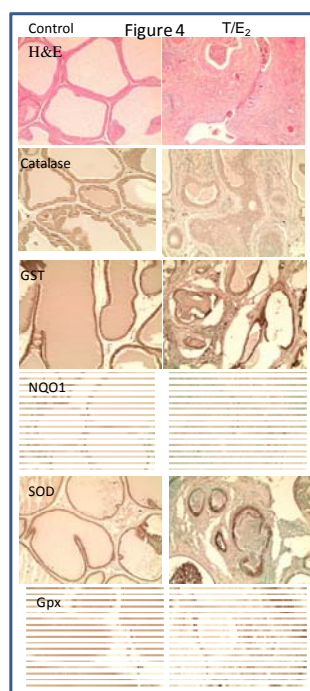 Control Figure 4 T/E₂
H&E
Catalase
GST
NQO1
SOD
Gpx